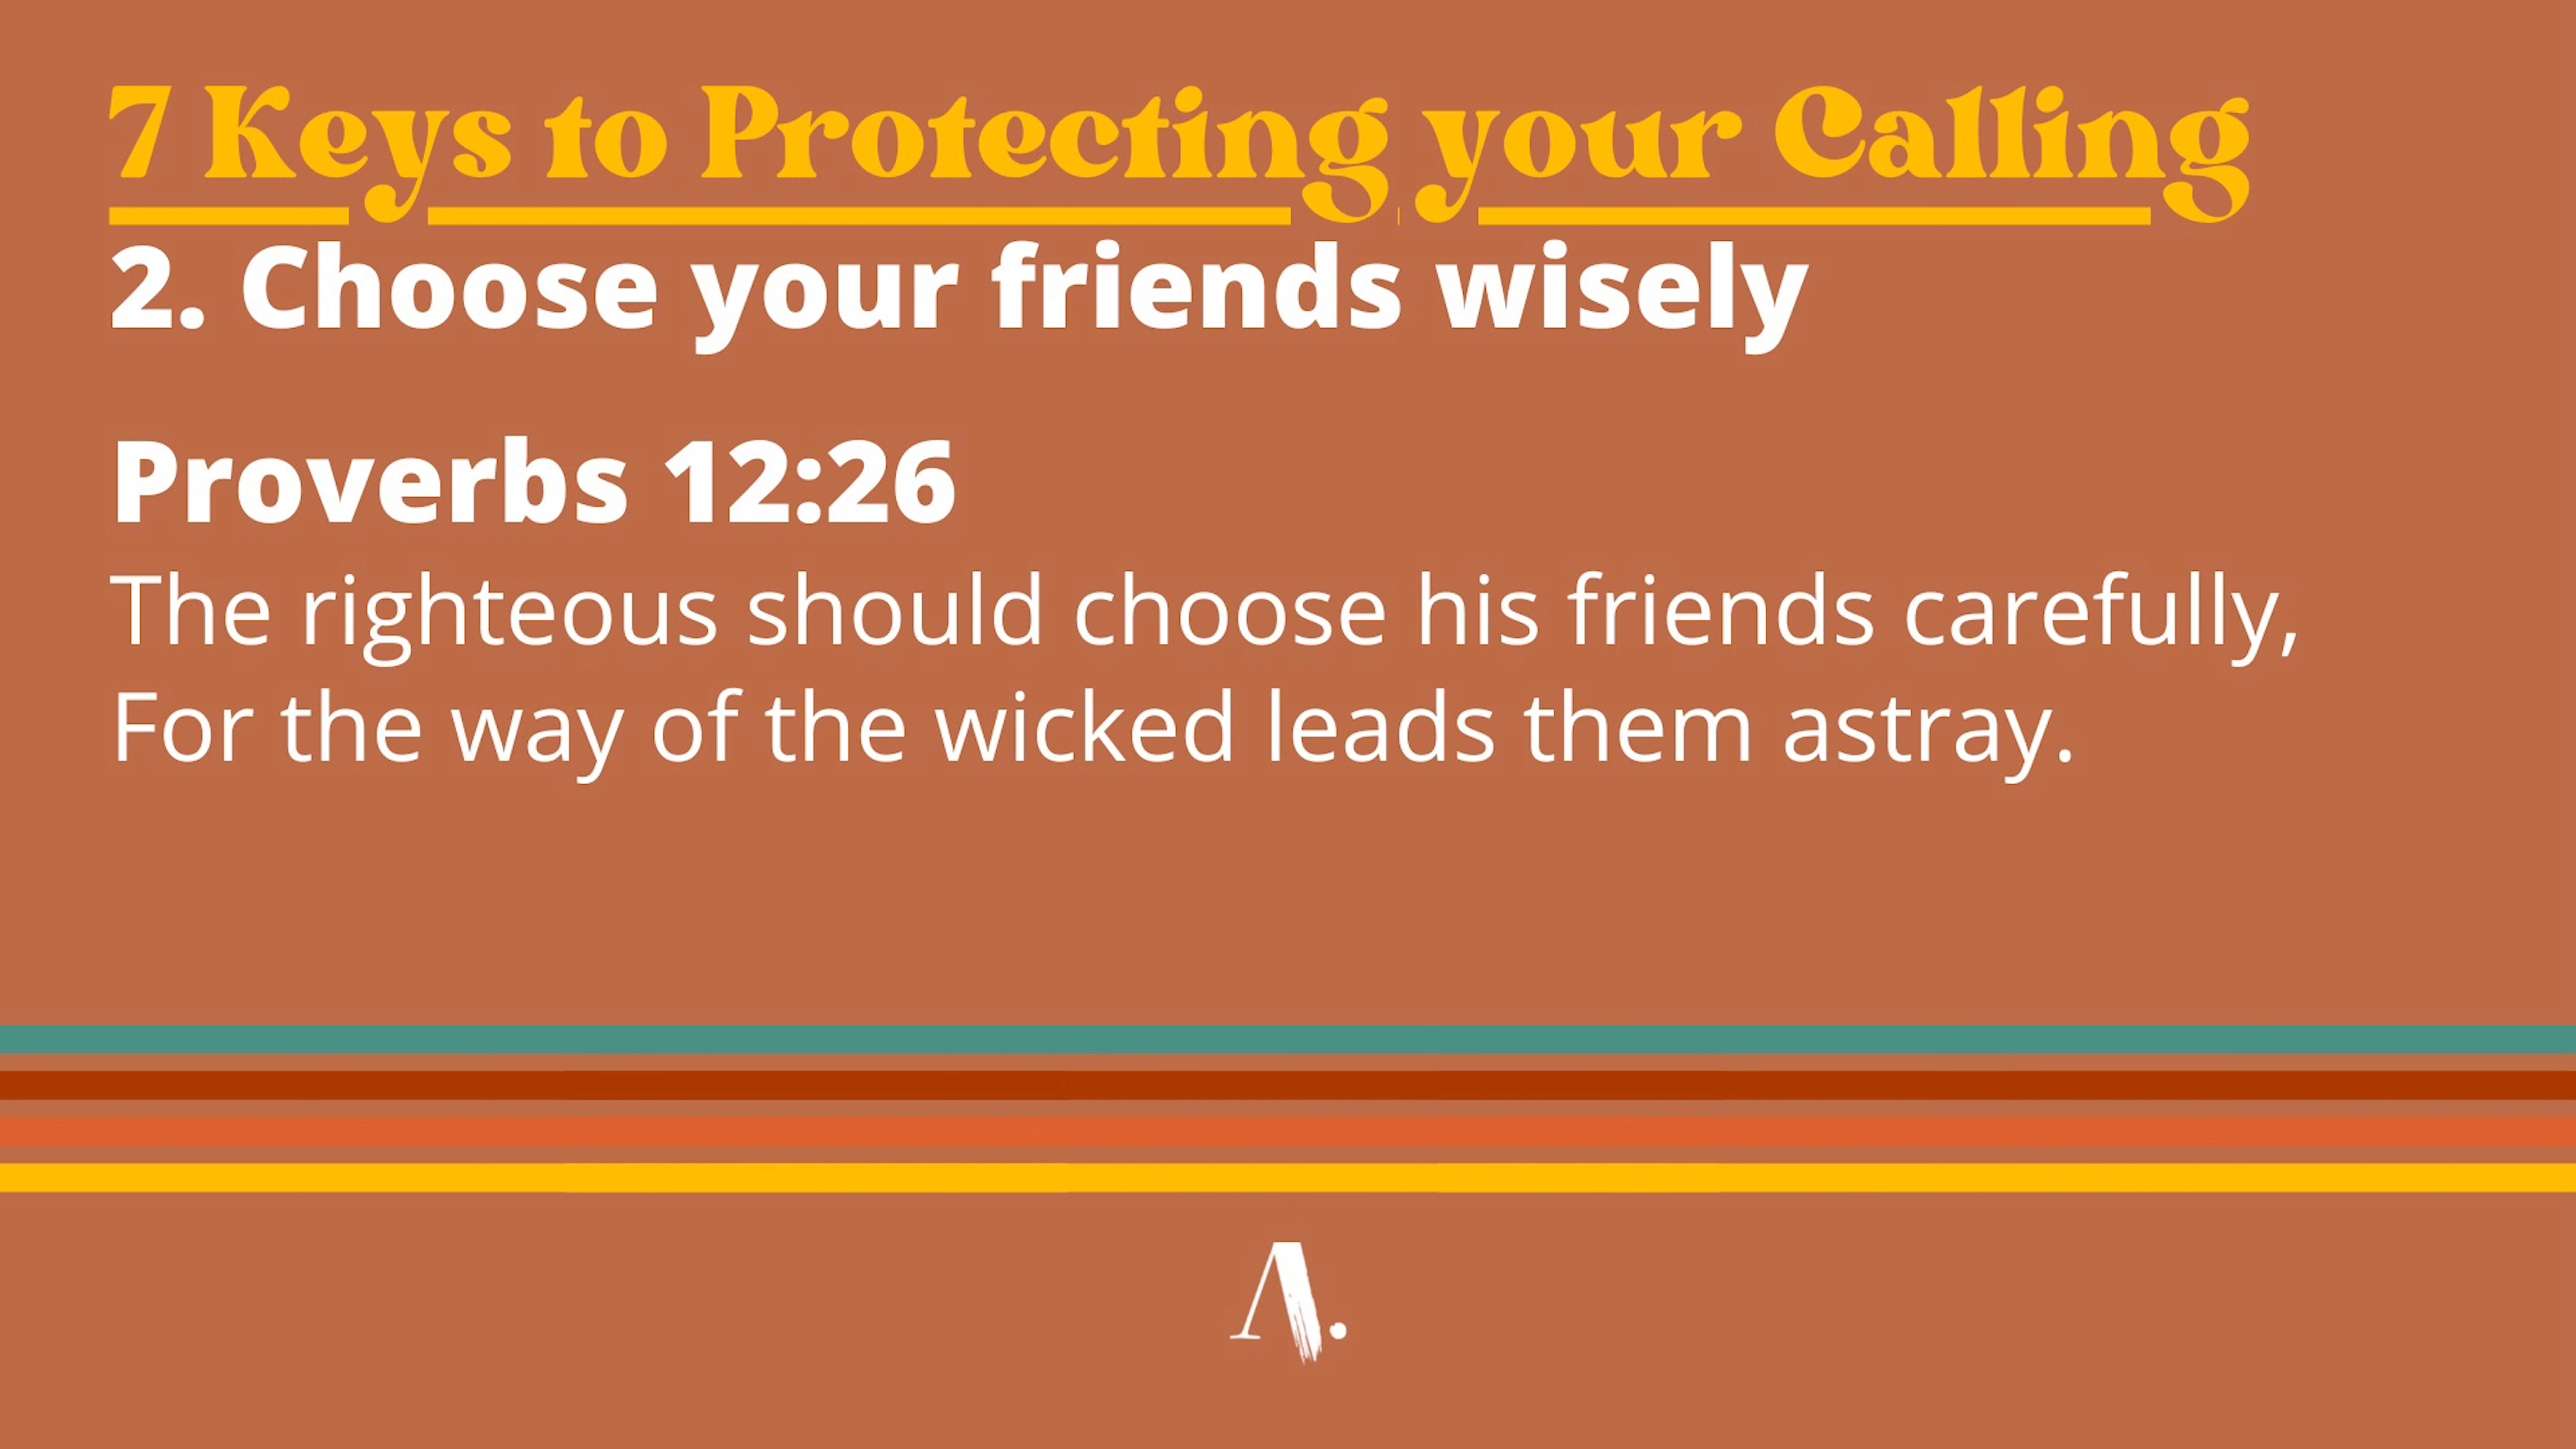 7 Keys to Protecting your Calling
2. Choose your friends wisely
Proverbs 12:26
The righteous should choose his friends carefully,
For the way of the wicked leads them astray.
A.